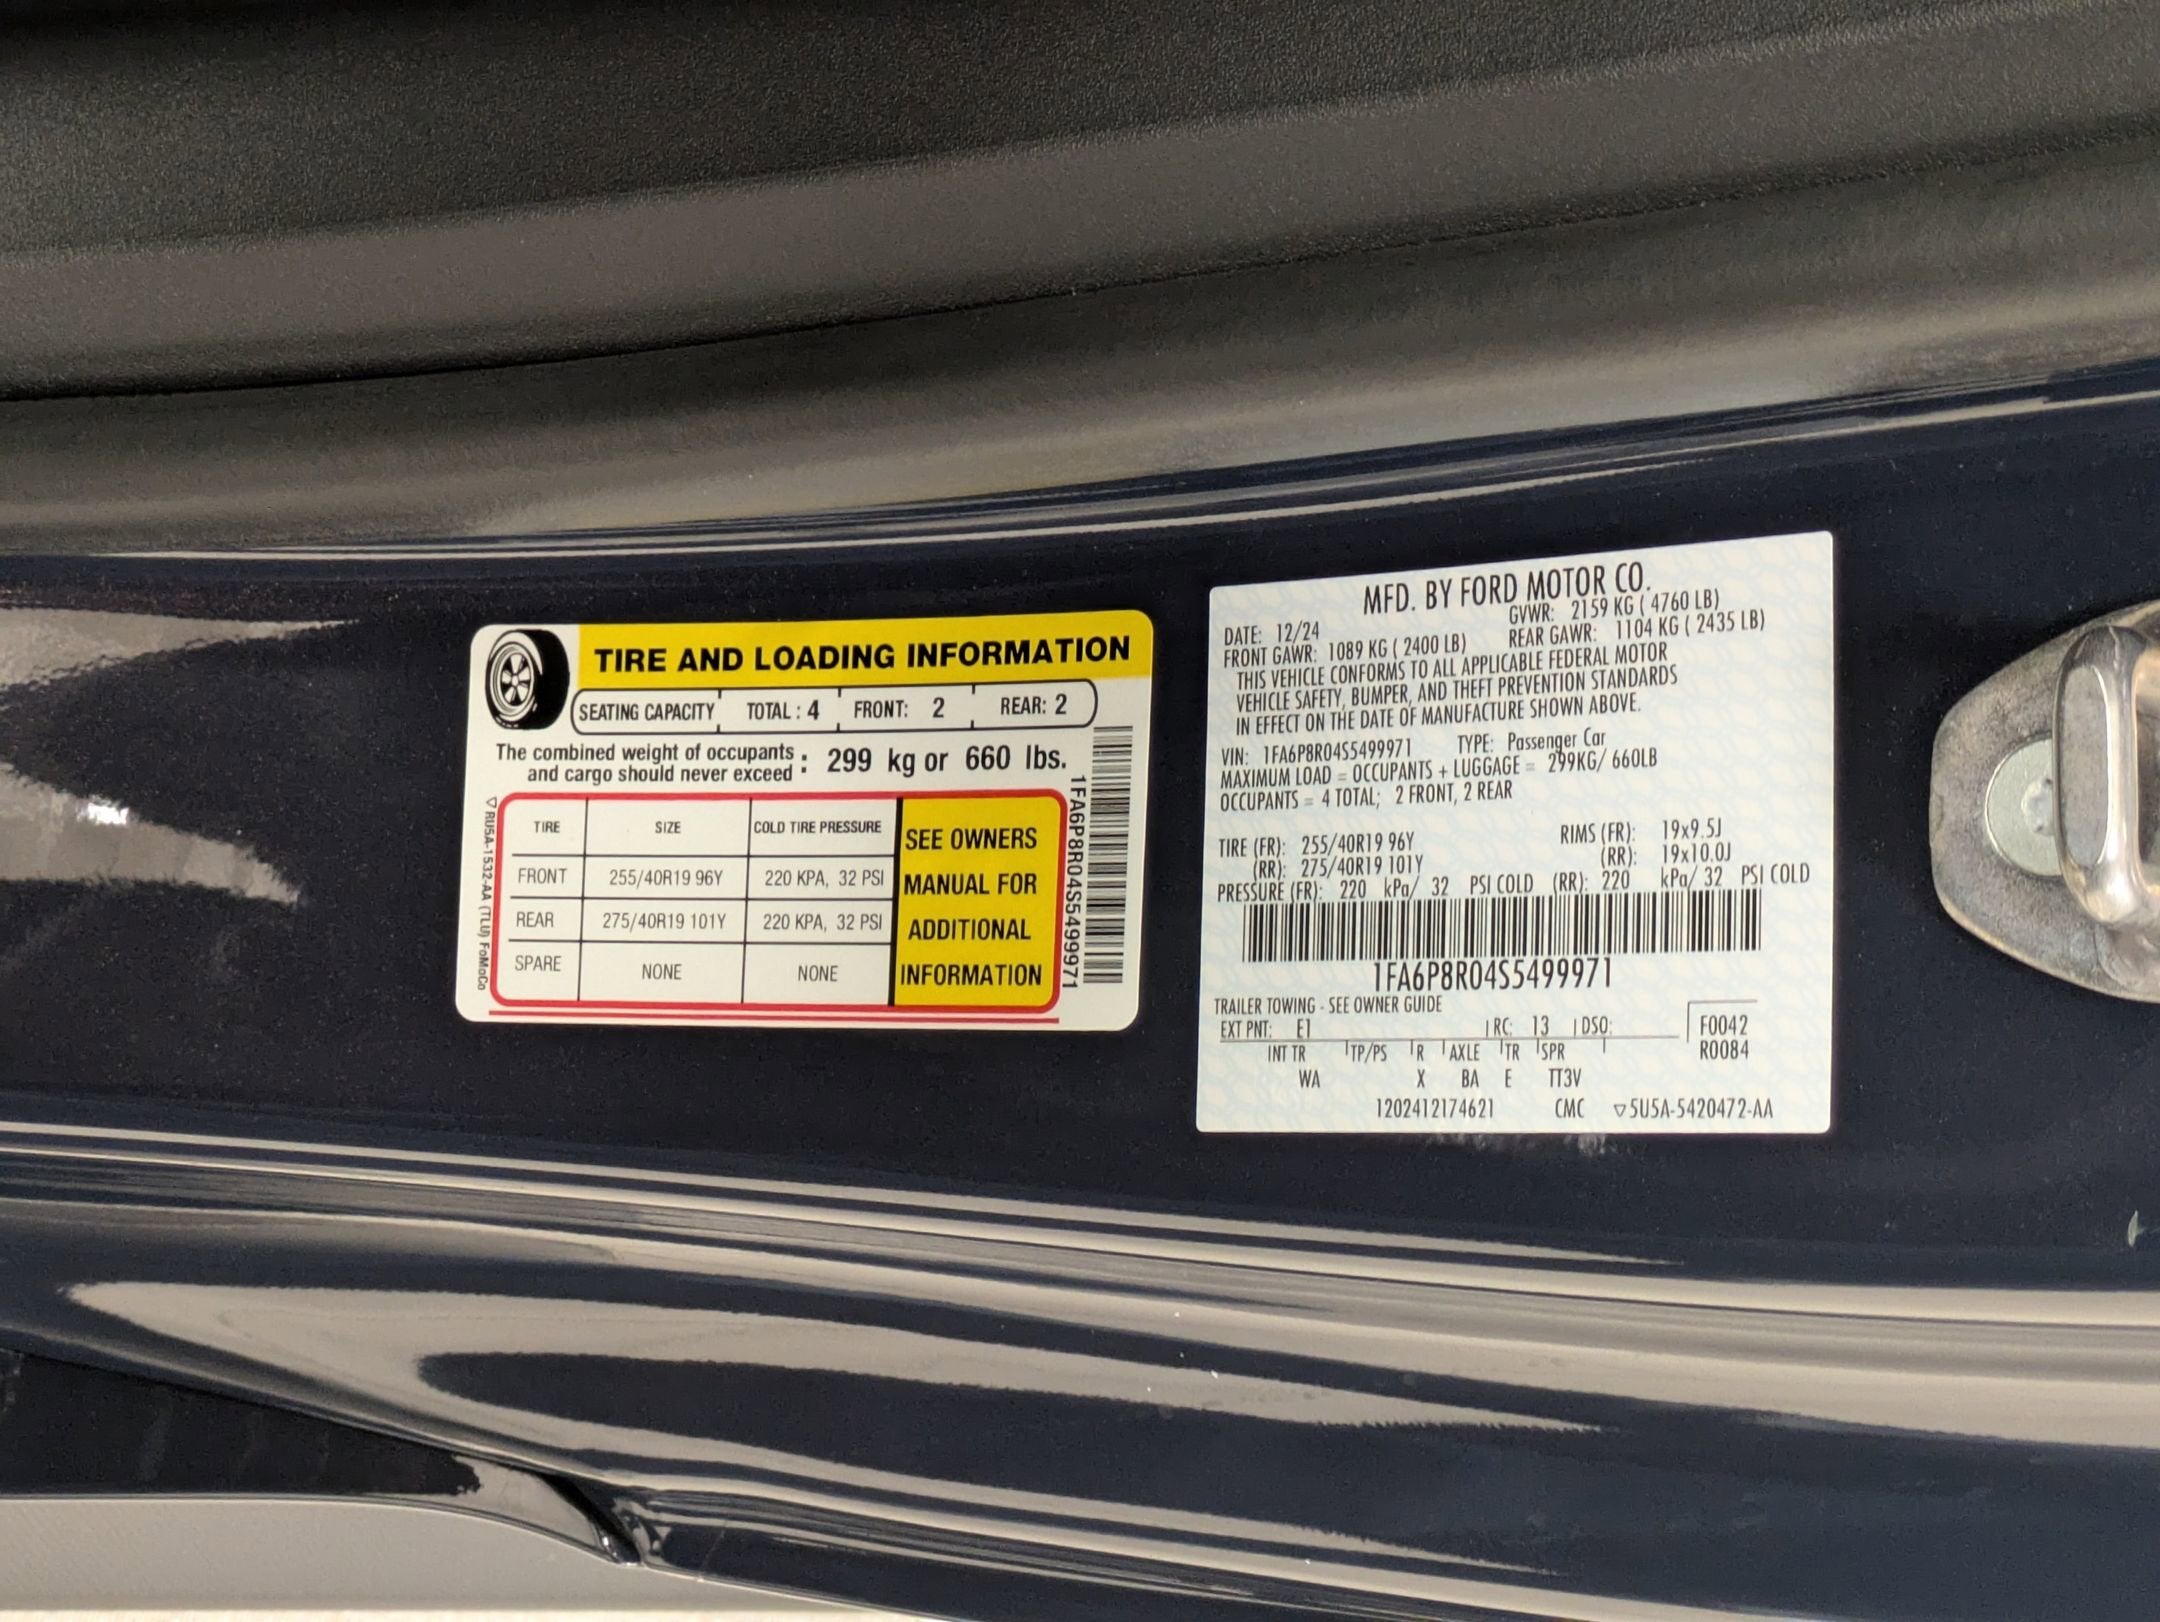 TIRE AND LOADING INFORMATION
SEATING CAPACITY TOTAL : 4 FRONT: 2 REAR: 2
The combined weight of occupants and cargo should never exceed : 299 kg or 660 lbs.
TIRE SIZE COLD TIRE PRESSURE
FRONT 255/40R19 96Y 220 KPA, 32 PSI
REAR 275/40R19 101Y 220 KPA, 32 PSI
SPARE NONE NONE
SEE OWNERS
MANUAL FOR
ADDITIONAL
INFORMATION
▽RU5A-1532-AA (TLU) FoMoCo
1FA6P8R04S5499971
MFD. BY FORD MOTOR CO.
DATE: 12/24 GVWR: 2159 KG ( 4760 LB)
FRONT GAWR: 1089 KG ( 2400 LB) REAR GAWR: 1104 KG ( 2435 LB)
THIS VEHICLE CONFORMS TO ALL APPLICABLE FEDERAL MOTOR
VEHICLE SAFETY, BUMPER, AND THEFT PREVENTION STANDARDS
IN EFFECT ON THE DATE OF MANUFACTURE SHOWN ABOVE.
VIN: 1FA6P8R04S5499971 TYPE: Passenger Car
MAXIMUM LOAD = OCCUPANTS + LUGGAGE = 299KG/ 660LB
OCCUPANTS = 4 TOTAL; 2 FRONT, 2 REAR
TIRE (FR): 255/40R19 96Y RIMS (FR): 19x9.5J
(RR): 275/40R19 101Y (RR): 19x10.0J
PRESSURE (FR): 220 kPa/ 32 PSI COLD (RR): 220 kPa/ 32 PSI COLD
1FA6P8R04S5499971
TRAILER TOWING - SEE OWNER GUIDE
EXT PNT: E1 RC: 13 DSO: F0042
INT TR TP/PS R AXLE TR SPR R0084
WA X BA E TT3V
1202412174621 CMC ▽5U5A-5420472-AA